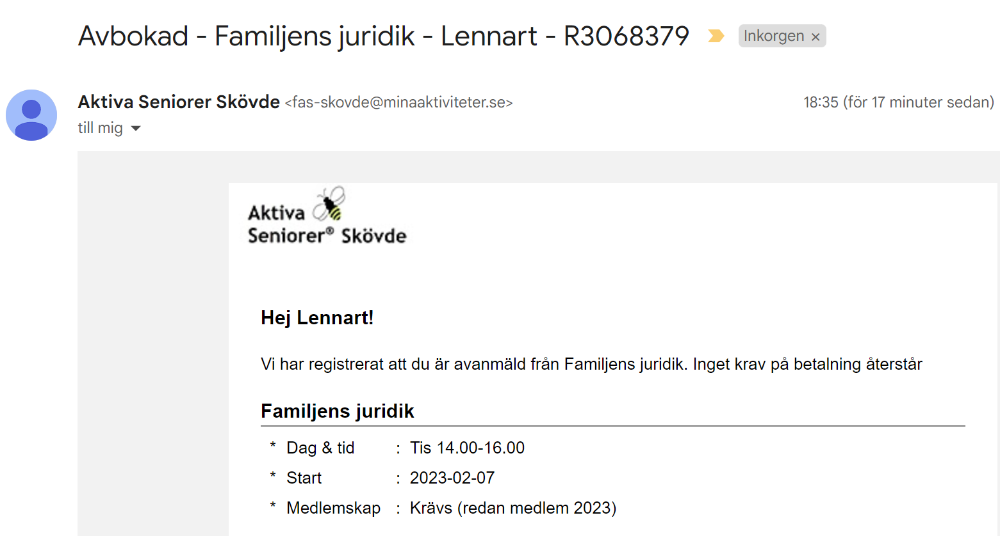 Avbokad - Familjens juridik - Lennart - R3068379 Inkorgen ×
Aktiva Seniorer Skövde <fas-skovde@minaaktiviteter.se> 18:35 (för 17 minuter sedan)
till mig
Aktiva
Seniorer® Skövde
Hej Lennart!
Vi har registrerat att du är avanmäld från Familjens juridik. Inget krav på betalning återstår
Familjens juridik
* Dag & tid : Tis 14.00-16.00
* Start : 2023-02-07
* Medlemskap : Krävs (redan medlem 2023)